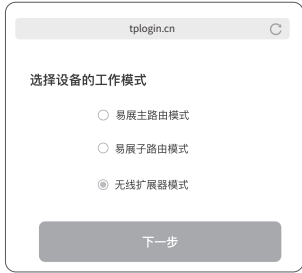 tplogin.cn
选择设备的工作模式
易展主路由模式
易展子路由模式
无线扩展器模式
下一步